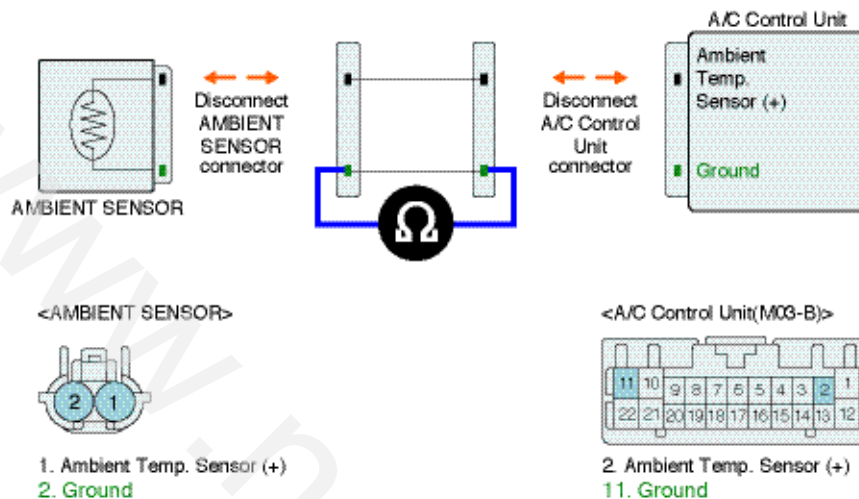 A/C Control Unit
Ambient
Temp.
Sensor (+)
Ground
Disconnect
AMBIENT
SENSOR
connector
Disconnect
A/C Control
Unit
connector
AMBIENT SENSOR
Ω
<AMBIENT SENSOR>
<A/C Control Unit(M03-B)>
2 1
11 10 9 8 7 6 5 4 3 2 1
22 21 20 19 18 17 16 15 14 13 12
1. Ambient Temp. Sensor (+)
2. Ground
2. Ambient Temp. Sensor (+)
11. Ground